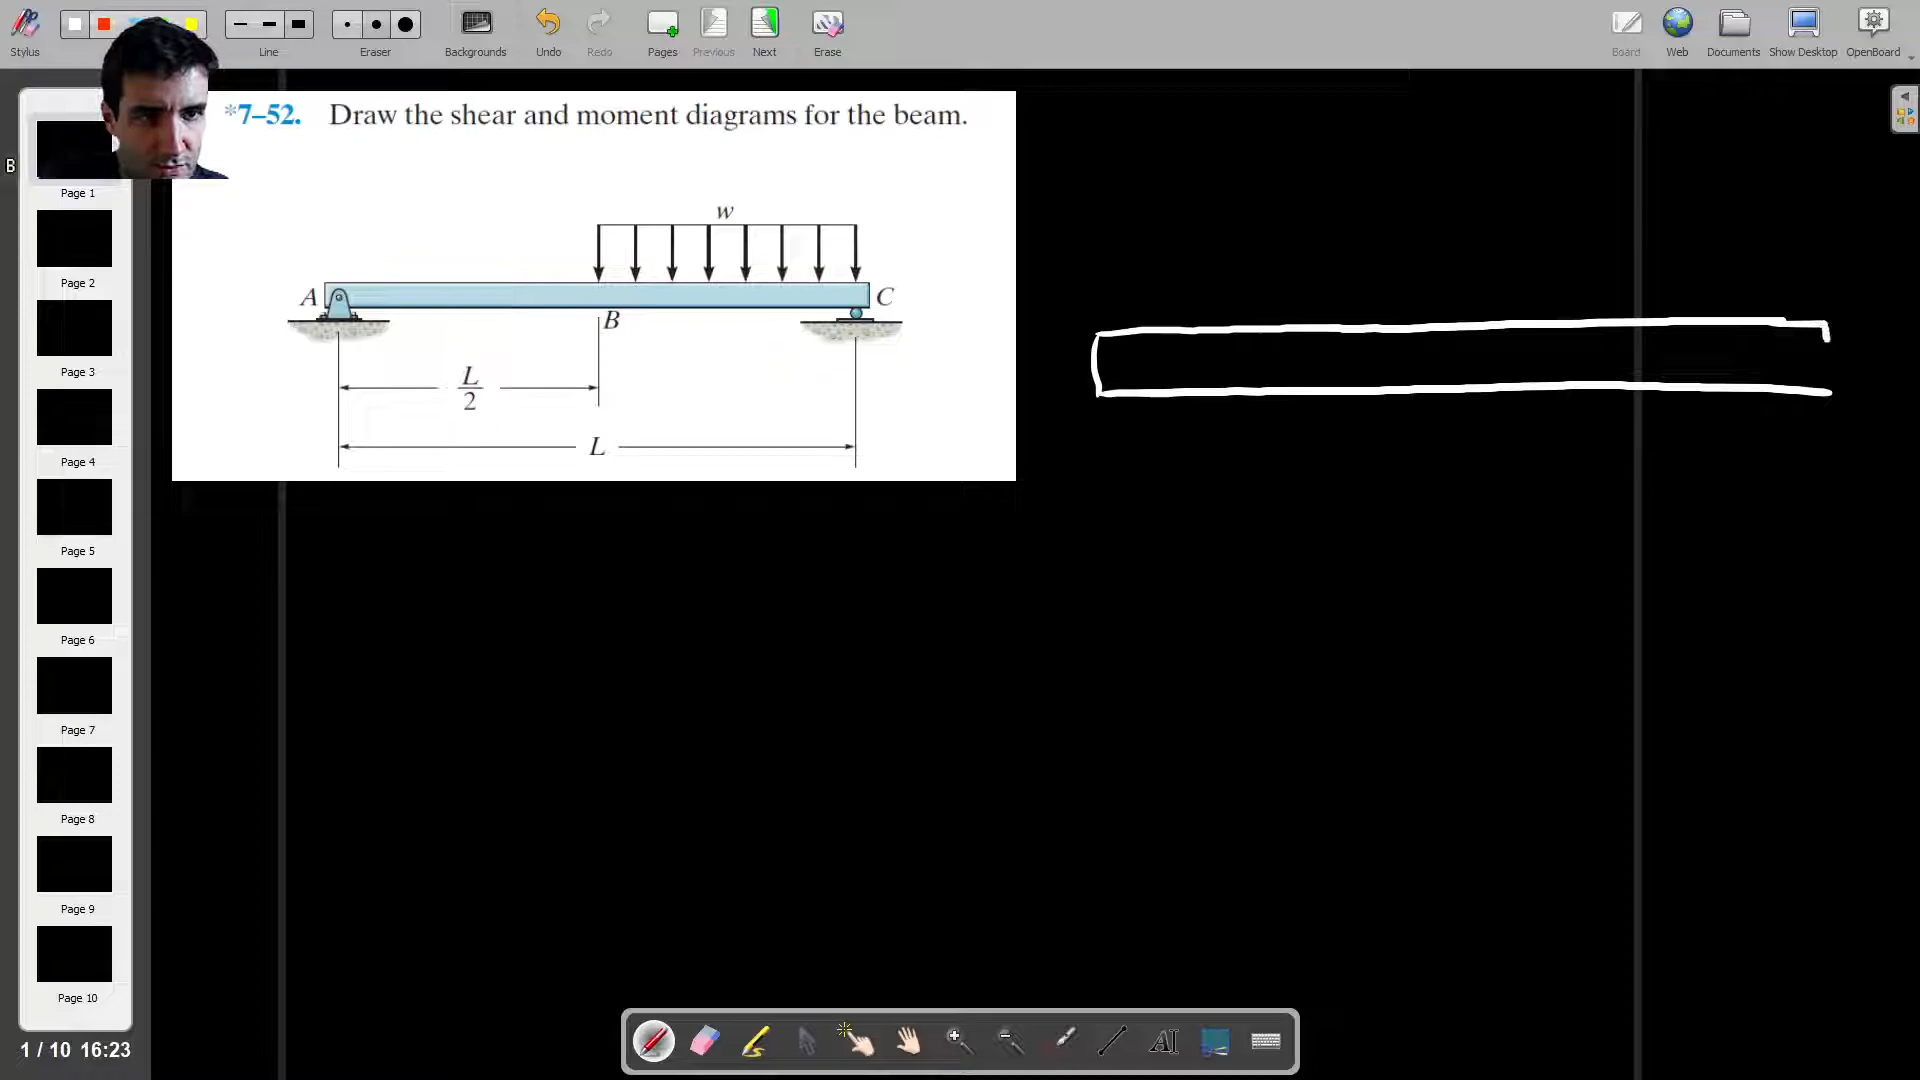 Stylus
Line
Eraser
Backgrounds
Undo
Redo
Pages
Previous
Next
Erase
Board
Web
Documents
Show Desktop
OpenBoard
B
Page 1
Page 2
Page 3
Page 4
Page 5
Page 6
Page 7
Page 8
Page 9
Page 10
1 / 10 16:23
*7–52. Draw the shear and moment diagrams for the beam.
w
A
C
B
L
2
L
AI